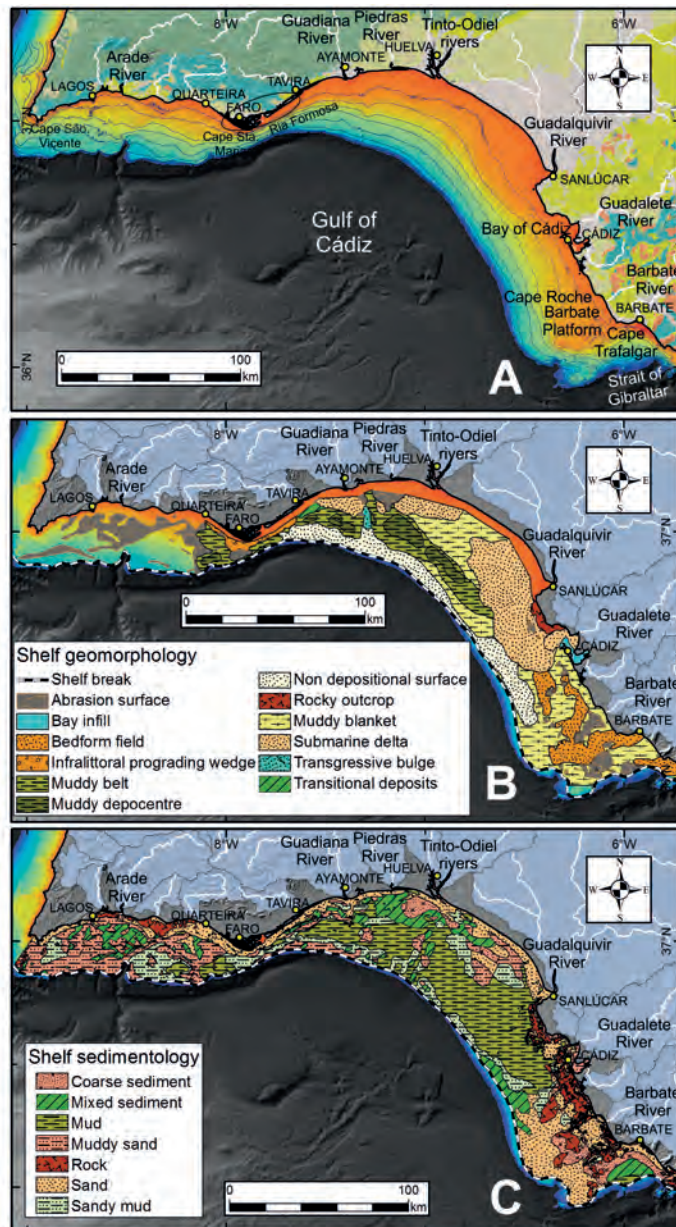 8°W
Guadiana
River
Piedras
River
Tinto-Odiel
rivers
6°W
Arade
River
AYAMONTE
HUELVA
N
W E
S
LAGOS
QUARTEIRA
TAVIRA
FARO
37°N
Cape São
Vicente
Cape Sta.
Ria Formosa
Guadalquivir
River
SANLÚCAR
Gulf of
Cádiz
Guadalete
River
Bay of Cádiz
CÁDIZ
Barbate
River
Cape Roche
Barbate
Platform
BARBATE
Cape
Trafalgar
0 100
km
36°N
A
Strait of
Gibraltar
8°W
Guadiana
River
Piedras
River
Tinto-Odiel
rivers
6°W
Arade
River
AYAMONTE
HUELVA
N
W E
S
LAGOS
QUARTEIRA
TAVIRA
FARO
37°N
Guadalquivir
River
SANLÚCAR
0 100
km
Guadalete
River
CÁDIZ
Shelf geomorphology
Shelf break
Abrasion surface
Bay infill
Bedform field
Infralittoral prograding wedge
Muddy belt
Muddy depocentre
Non depositional surface
Rocky outcrop
Muddy blanket
Submarine delta
Transgressive bulge
Transitional deposits
Barbate
River
BARBATE
B
8°W
Guadiana
River
Piedras
River
Tinto-Odiel
rivers
6°W
Arade
River
AYAMONTE
HUELVA
N
W E
S
LAGOS
QUARTEIRA
TAVIRA
FARO
37°N
Guadalquivir
River
SANLÚCAR
Guadalete
River
CÁDIZ
Shelf sedimentology
Coarse sediment
Mixed sediment
Mud
Muddy sand
Rock
Sand
Sandy mud
Barbate
River
BARBATE
0 100
km
C